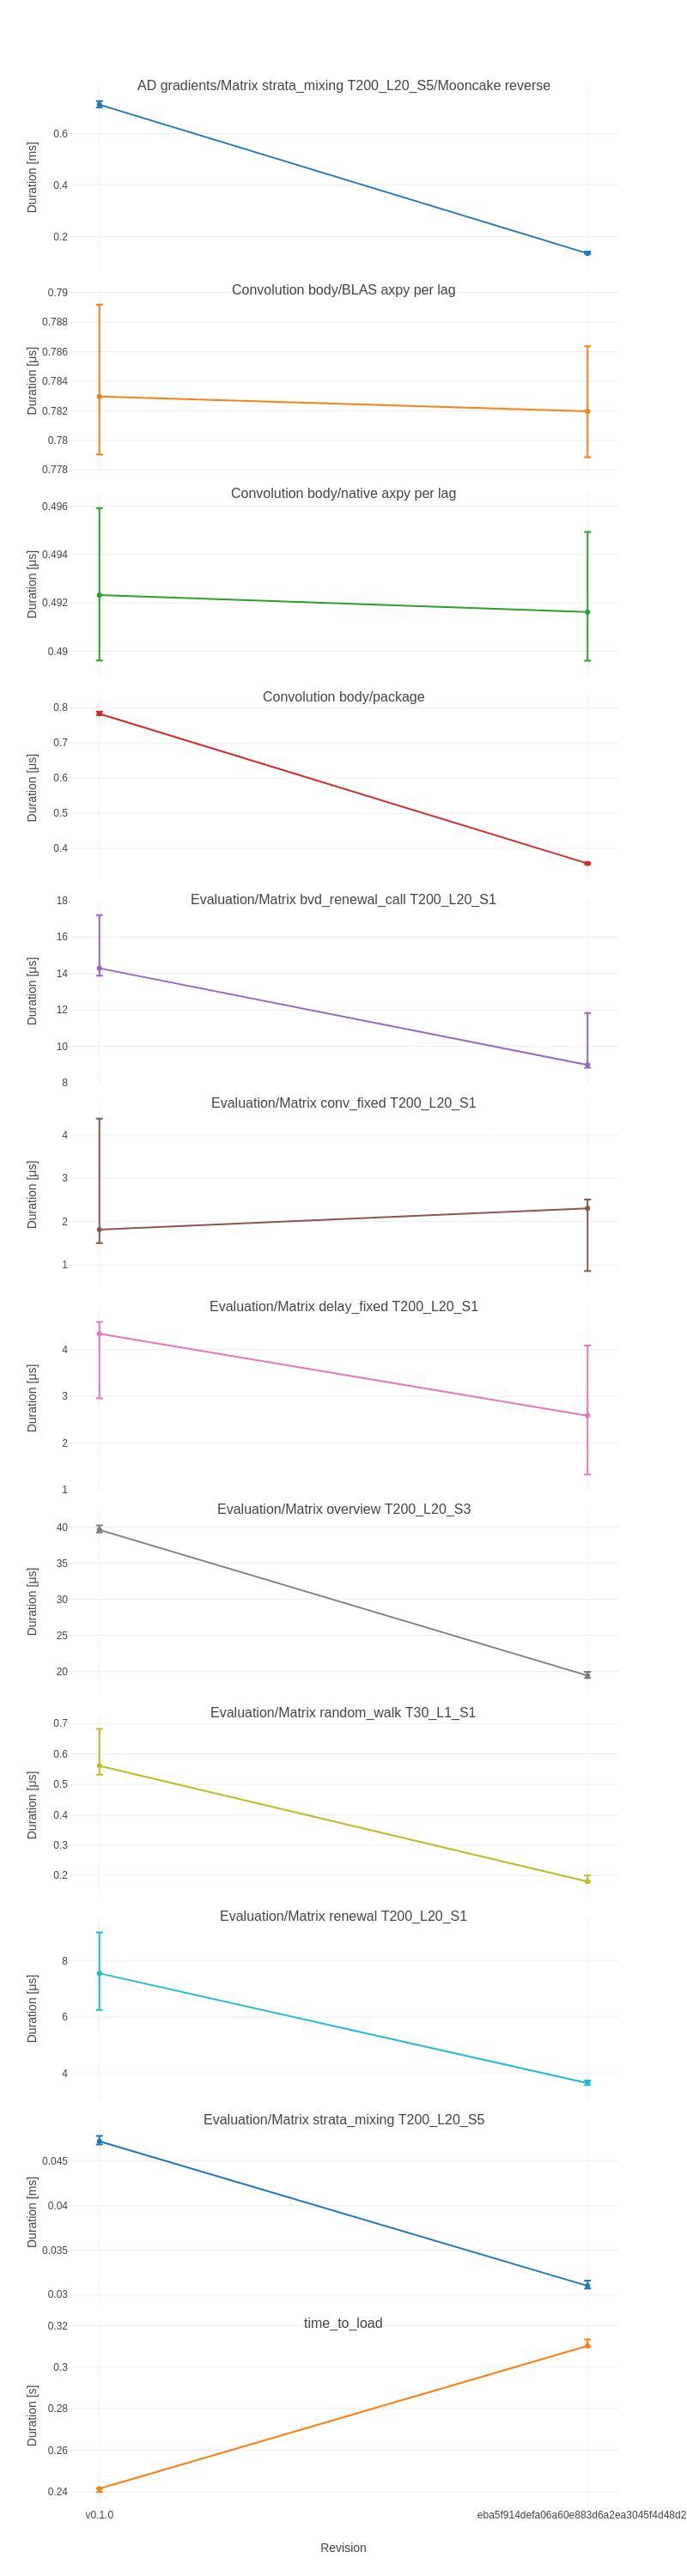 AD gradients/Matrix strata_mixing T200_L20_S5/Mooncake reverse
Duration [ms]
0.6
0.4
0.2
Convolution body/BLAS axpy per lag
Duration [μs]
0.79
0.788
0.786
0.784
0.782
0.78
0.778
Convolution body/native axpy per lag
Duration [μs]
0.496
0.494
0.492
0.49
Convolution body/package
Duration [μs]
0.8
0.7
0.6
0.5
0.4
Evaluation/Matrix bvd_renewal_call T200_L20_S1
Duration [μs]
18
16
14
12
10
8
Evaluation/Matrix conv_fixed T200_L20_S1
Duration [μs]
4
3
2
1
Evaluation/Matrix delay_fixed T200_L20_S1
Duration [μs]
4
3
2
1
Evaluation/Matrix overview T200_L20_S3
Duration [μs]
40
35
30
25
20
Evaluation/Matrix random_walk T30_L1_S1
Duration [μs]
0.7
0.6
0.5
0.4
0.3
0.2
Evaluation/Matrix renewal T200_L20_S1
Duration [μs]
8
6
4
Evaluation/Matrix strata_mixing T200_L20_S5
Duration [ms]
0.045
0.04
0.035
0.03
time_to_load
Duration [s]
0.32
0.3
0.28
0.26
0.24
v0.1.0
eba5f914defa06a60e883d6a2ea3045f4d48d2
Revision